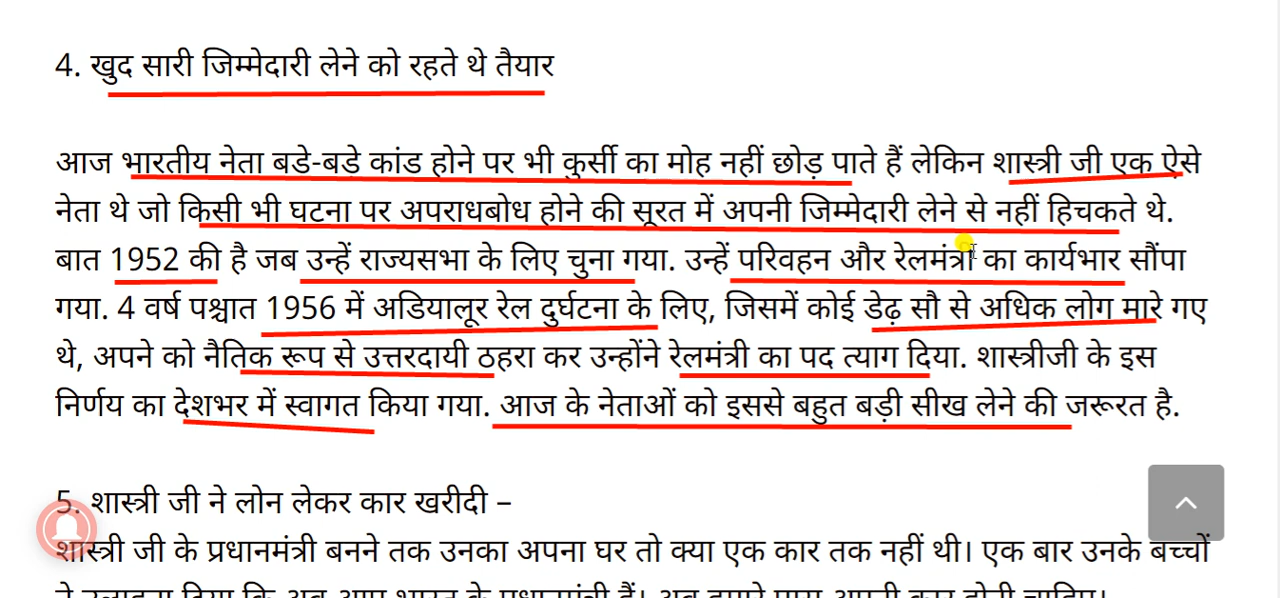 4. खुद सारी जिम्मेदारी लेने को रहते थे तैयार
आज भारतीय नेता बडे-बड़े कांड होने पर भी कुर्सी का मोह नहीं छोड़ पाते हैं लेकिन शास्त्री जी एक ऐसे
नेता थे जो किसी भी घटना पर अपराधबोध होने की सूरत में अपनी जिम्मेदारी लेने से नहीं हिचकते थे.
बात 1952 की है जब उन्हें राज्यसभा के लिए चुना गया. उन्हें परिवहन और रेलमंत्री का कार्यभार सौंपा
गया. 4 वर्ष पश्चात 1956 में अडियालूर रेल दुर्घटना के लिए, जिसमें कोई डेढ़ सौ से अधिक लोग मारे गए
थे, अपने को नैतिक रूप से उत्तरदायी ठहरा कर उन्होंने रेलमंत्री का पद त्याग दिया. शास्त्रीजी के इस
निर्णय का देशभर में स्वागत किया गया. आज के नेताओं को इससे बहुत बड़ी सीख लेने की जरूरत है.
5. शास्त्री जी ने लोन लेकर कार खरीदी –
शास्त्री जी के प्रधानमंत्री बनने तक उनका अपना घर तो क्या एक कार तक नहीं थी। एक बार उनके बच्चों